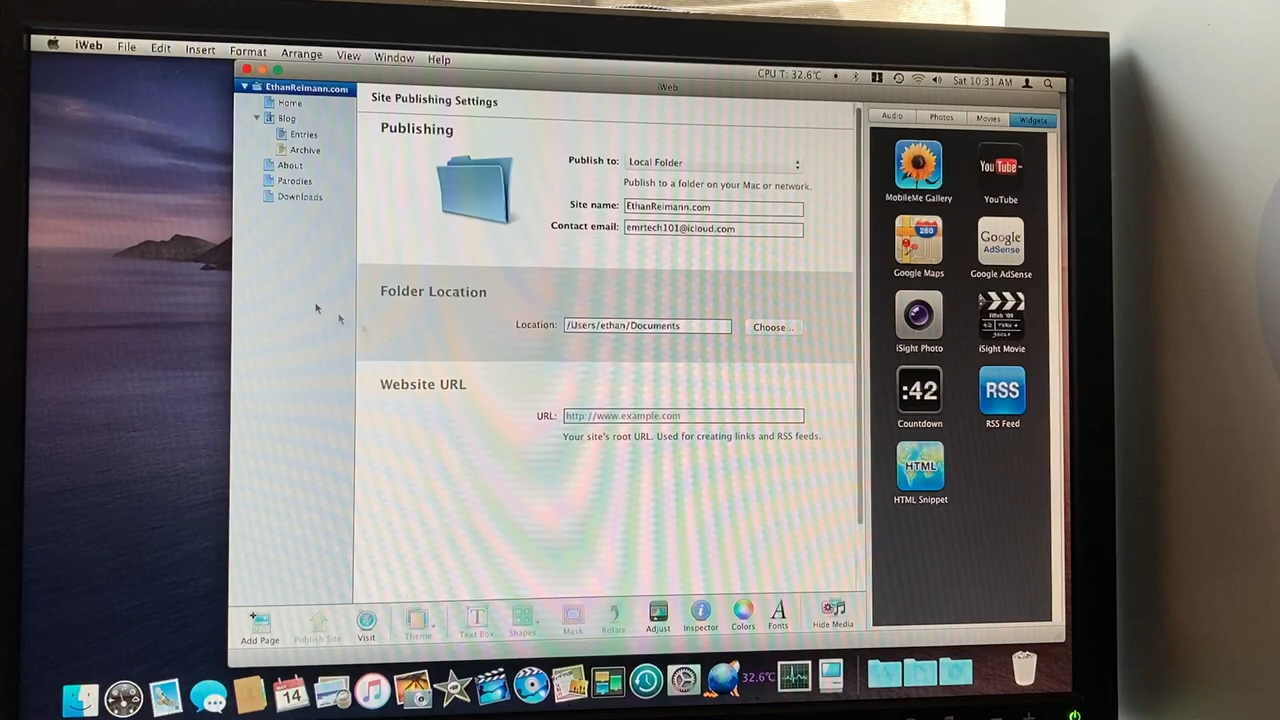 iWeb File Edit Insert Format Arrange View Window Help
CPU T: 32.6°C Sat 10:31 AM
iWeb
EthanReimann.com
Home
Blog
Entries
Archive
About
Parodies
Downloads
Site Publishing Settings
Publishing
Publish to: Local Folder
Publish to a folder on your Mac or network.
Site name: EthanReimann.com
Contact email: emrtech101@icloud.com
Folder Location
Location: /Users/ethan/Documents Choose...
Website URL
URL: http://www.example.com
Your site's root URL. Used for creating links and RSS feeds.
Audio Photos Movies Widgets
You Tube
MobileMe Gallery YouTube
280 Google AdSense
Google Maps Google AdSense
iSight Photo iSight Movie
:42 RSS
Countdown RSS Feed
HTML
HTML Snippet
Add Page Publish Site Visit Theme Text Box Shapes Mask Rotate Adjust Inspector Colors Fonts Hide Media
14 32.6°C